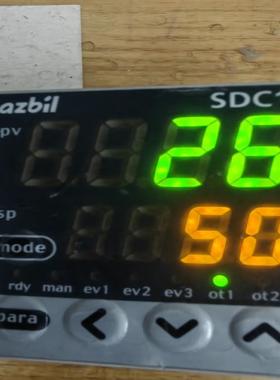 azbil SDC1
pv 26
sp 50
mode
rdy man ev1 ev2 ev3 ot1 ot2
para